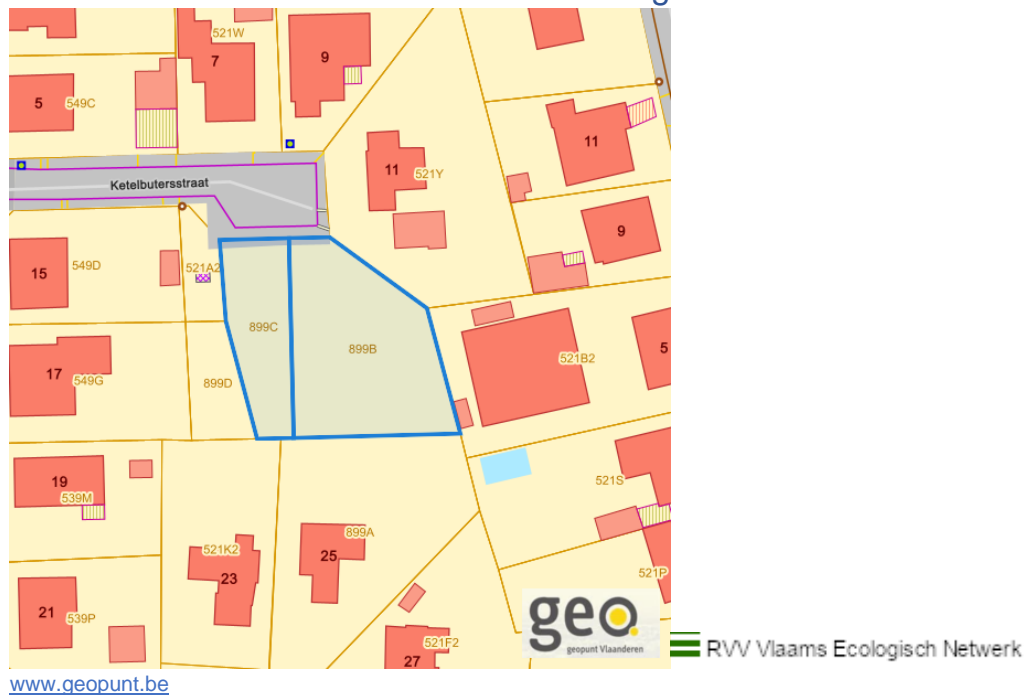 521W
7
9
5
549C
11
11
521Y
Ketelbutersstraat
9
15
549D
521A2
899C
899B
5
521B2
17
549G
899D
19
539M
521S
899A
521K2
25
23
521P
21
539P
521F2
27
geo
geopunt Vlaanderen
RVV Vlaams Ecologisch Netwerk
www.geopunt.be